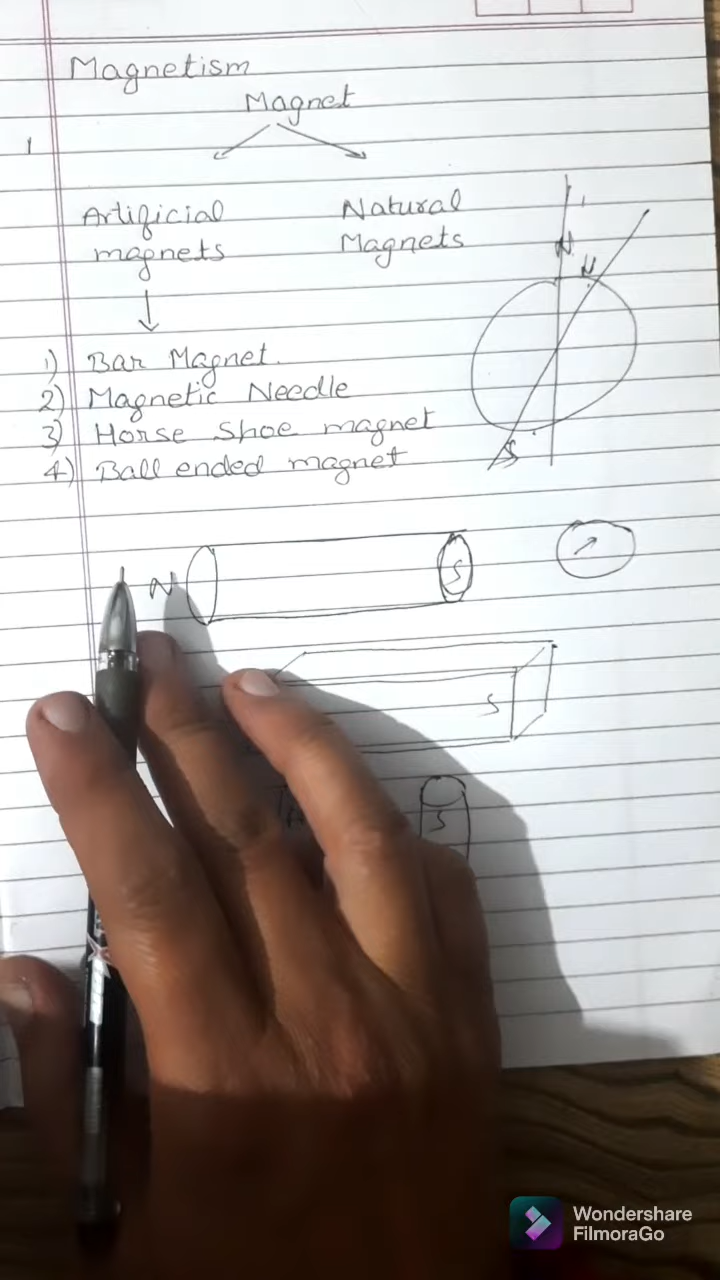 Magnetism
Magnet
Artificial
magnets
Natural
Magnets
N
N
S
1) Bar Magnet.
2) Magnetic Needle
3) Horse Shoe magnet
4) Ball ended magnet
N
S
S
S
Wondershare
FilmoraGo